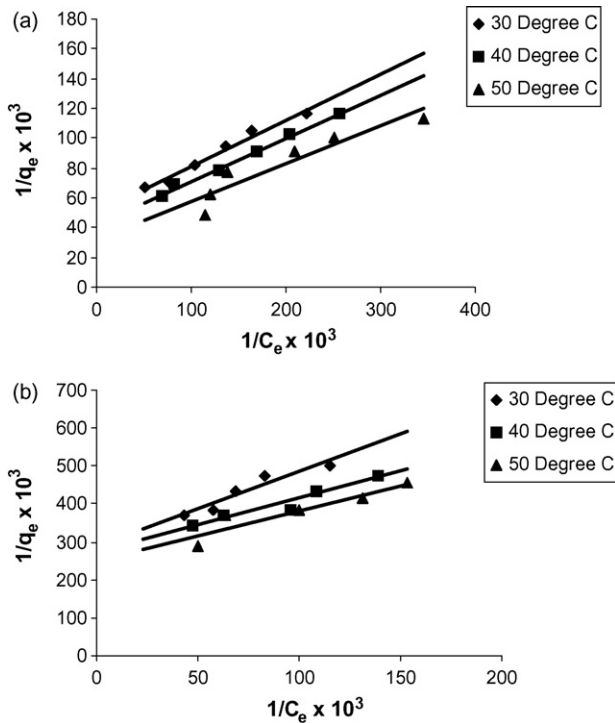 (a)
180
160
140
120
100
80
60
40
20
0
1/qₑ x 10³
0 100 200 300 400
1/Cₑ x 10³
30 Degree C
40 Degree C
50 Degree C
(b)
700
600
500
400
300
200
100
0
1/qₑ x 10³
0 50 100 150 200
1/Cₑ x 10³
30 Degree C
40 Degree C
50 Degree C